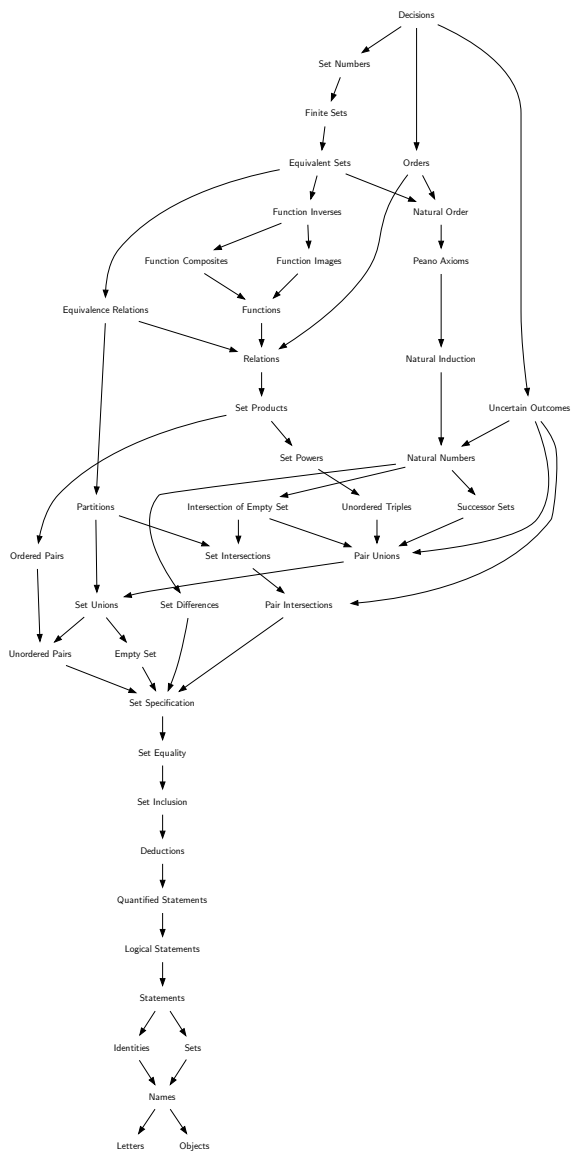 Decisions
Set Numbers
Finite Sets
Equivalent Sets
Orders
Function Inverses
Natural Order
Function Composites
Function Images
Peano Axioms
Equivalence Relations
Functions
Relations
Natural Induction
Set Products
Uncertain Outcomes
Set Powers
Natural Numbers
Partitions
Intersection of Empty Set
Unordered Triples
Successor Sets
Ordered Pairs
Set Intersections
Pair Unions
Set Unions
Set Differences
Pair Intersections
Unordered Pairs
Empty Set
Set Specification
Set Equality
Set Inclusion
Deductions
Quantified Statements
Logical Statements
Statements
Identities
Sets
Names
Letters
Objects